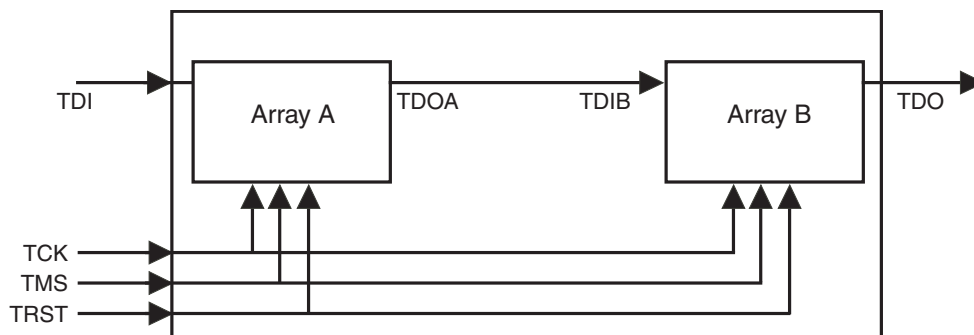 Array A
Array B
TDI
TDOA
TDIB
TDO
TCK
TMS
TRST